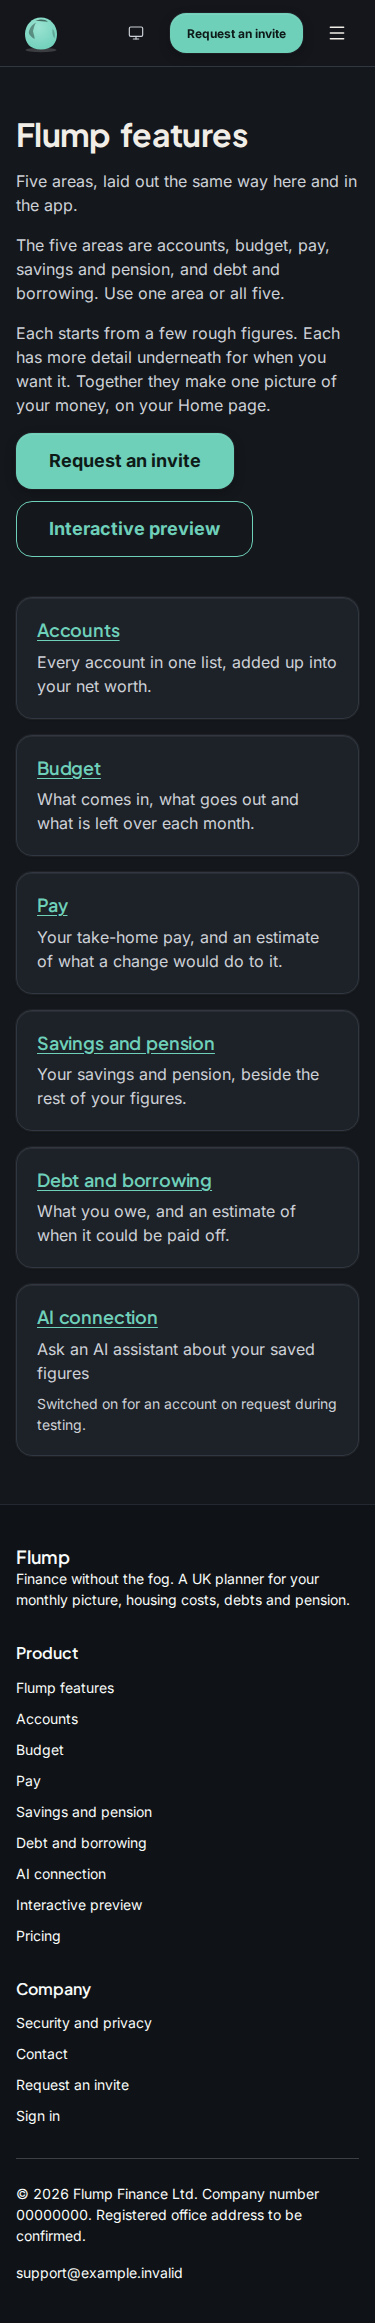 Request an invite
Flump features
Five areas, laid out the same way here and in
the app.
The five areas are accounts, budget, pay,
savings and pension, and debt and
borrowing. Use one area or all five.
Each starts from a few rough figures. Each
has more detail underneath for when you
want it. Together they make one picture of
your money, on your Home page.
Request an invite
Interactive preview
Accounts
Every account in one list, added up into
your net worth.
Budget
What comes in, what goes out and
what is left over each month.
Pay
Your take-home pay, and an estimate
of what a change would do to it.
Savings and pension
Your savings and pension, beside the
rest of your figures.
Debt and borrowing
What you owe, and an estimate of
when it could be paid off.
AI connection
Ask an AI assistant about your saved
figures
Switched on for an account on request during
testing.
Flump
Finance without the fog. A UK planner for your
monthly picture, housing costs, debts and pension.
Product
Flump features
Accounts
Budget
Pay
Savings and pension
Debt and borrowing
AI connection
Interactive preview
Pricing
Company
Security and privacy
Contact
Request an invite
Sign in
© 2026 Flump Finance Ltd. Company number
00000000. Registered office address to be
confirmed.
support@example.invalid